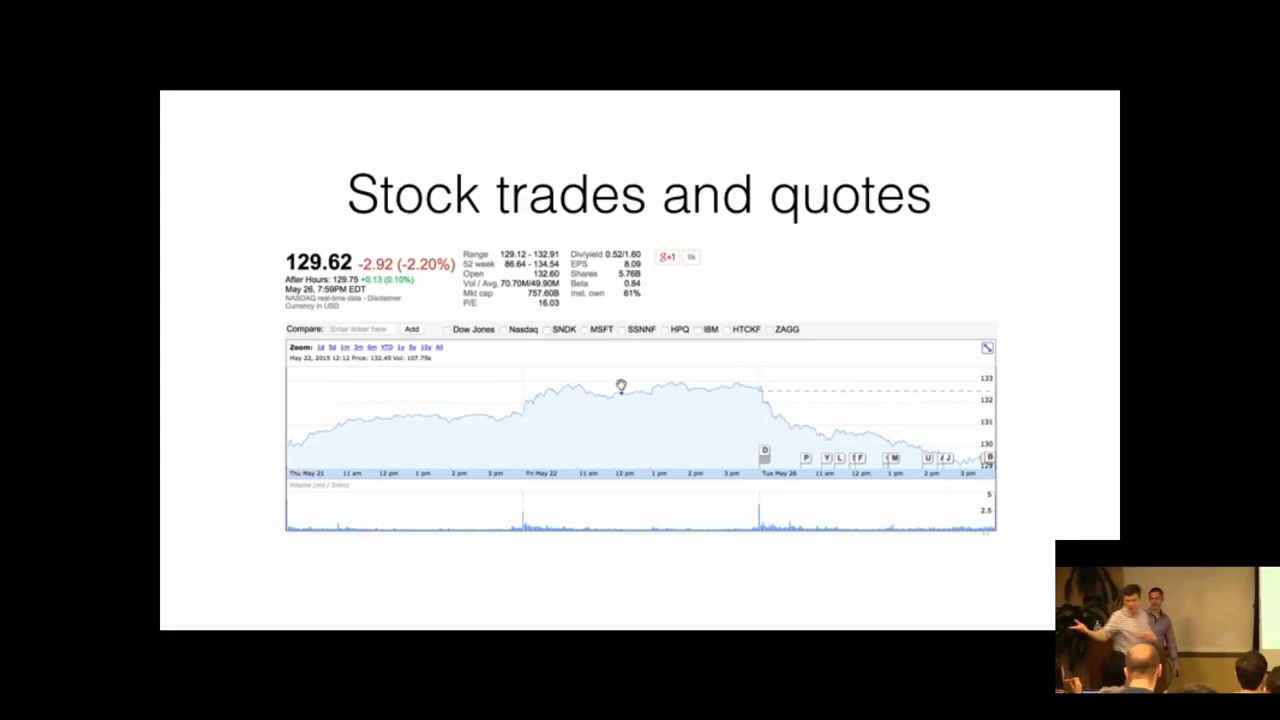 Stock trades and quotes
129.62 -2.92 (-2.20%)
After Hours: 129.75 +0.13 (0.10%)
May 26, 7:59PM EDT
NASDAQ real-time data - Disclaimer
Currency in USD
Range 129.12 - 132.91
52 week 86.64 - 134.54
Open 132.60
Vol / Avg. 70.70M/49.90M
Mkt cap 757.60B
P/E 16.03
Div/yield 0.52/1.60
EPS 8.09
Shares 5.76B
Beta 0.84
Inst. own 61%
g+1
Compare: Enter ticker here Add Dow Jones Nasdaq SNDK MSFT SSNNF HPQ IBM HTCKF ZAGG
Zoom: 1d 5d 1m 3m 6m YTD 1y 5y 10y All
May 22, 2015 12:12 Price: 132.45 Vol: 107.75k
133
132
131
130
129
D P Y L F M U J B
Thu May 21 11 am 12 pm 1 pm 2 pm 3 pm Fri May 22 11 am 12 pm 1 pm 2 pm 3 pm Tue May 26 11 am 12 pm 1 pm 2 pm 3 pm
Volume (mil / 2min)
5
2.5